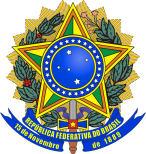 REPÚBLICA FEDERATIVA DO BRASIL
15 de Novembro de 1889